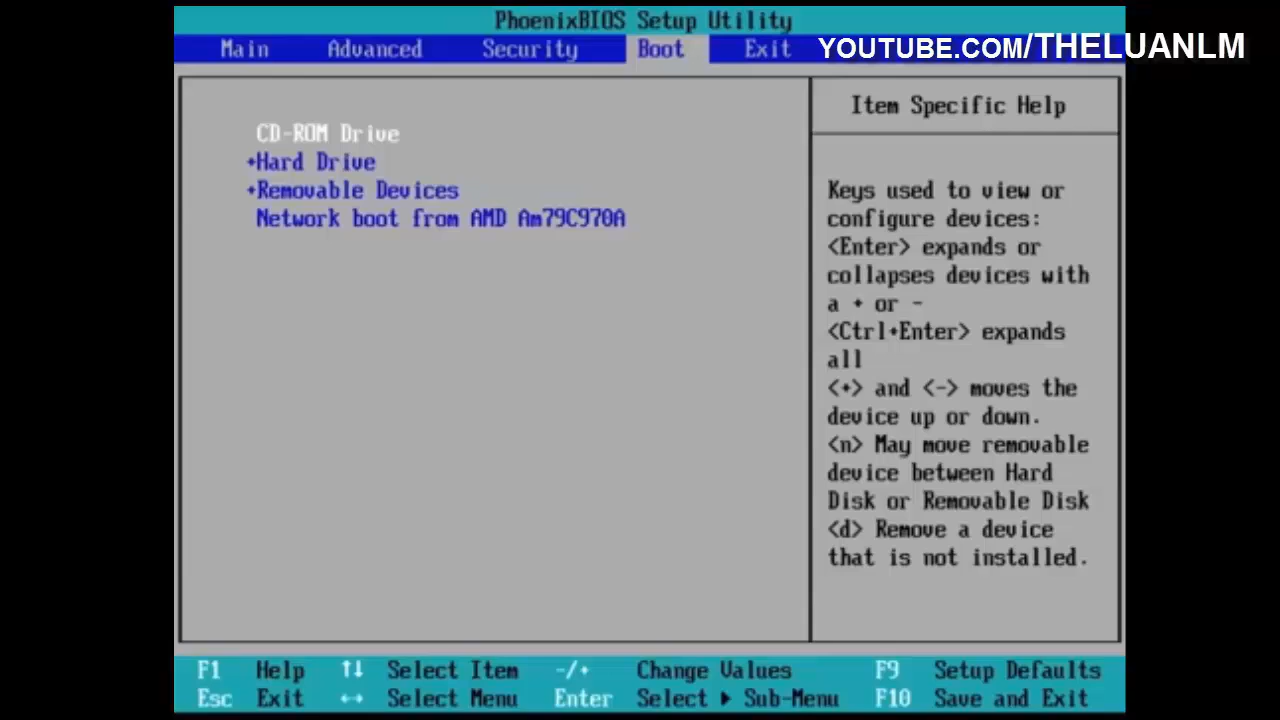 PhoenixBIOS Setup Utility
Main Advanced Security Boot Exit
YOUTUBE.COM/THELUANLM
CD-ROM Drive
+Hard Drive
+Removable Devices
Network boot from AMD Am79C970A
Item Specific Help
Keys used to view or
configure devices:
<Enter> expands or
collapses devices with
a + or -
<Ctrl+Enter> expands
all
<+> and <-> moves the
device up or down.
<n> May move removable
device between Hard
Disk or Removable Disk
<d> Remove a device
that is not installed.
F1 Help ↑↓ Select Item -/+ Change Values F9 Setup Defaults
Esc Exit ↔ Select Menu Enter Select ▶ Sub-Menu F10 Save and Exit